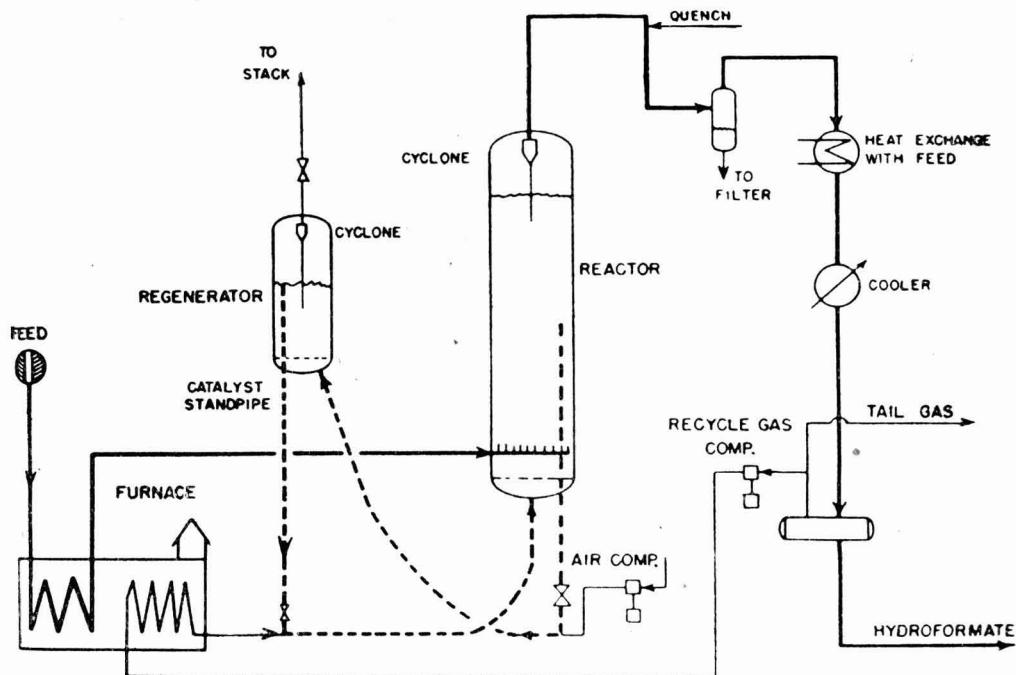 QUENCH
TO
STACK
CYCLONE
HEAT EXCHANGE
WITH FEED
TO
FILTER
CYCLONE
REACTOR
REGENERATOR
COOLER
FEED
CATALYST
STANDPIPE
TAIL GAS
RECYCLE GAS
COMP.
FURNACE
AIR COMP.
HYDROFORMATE